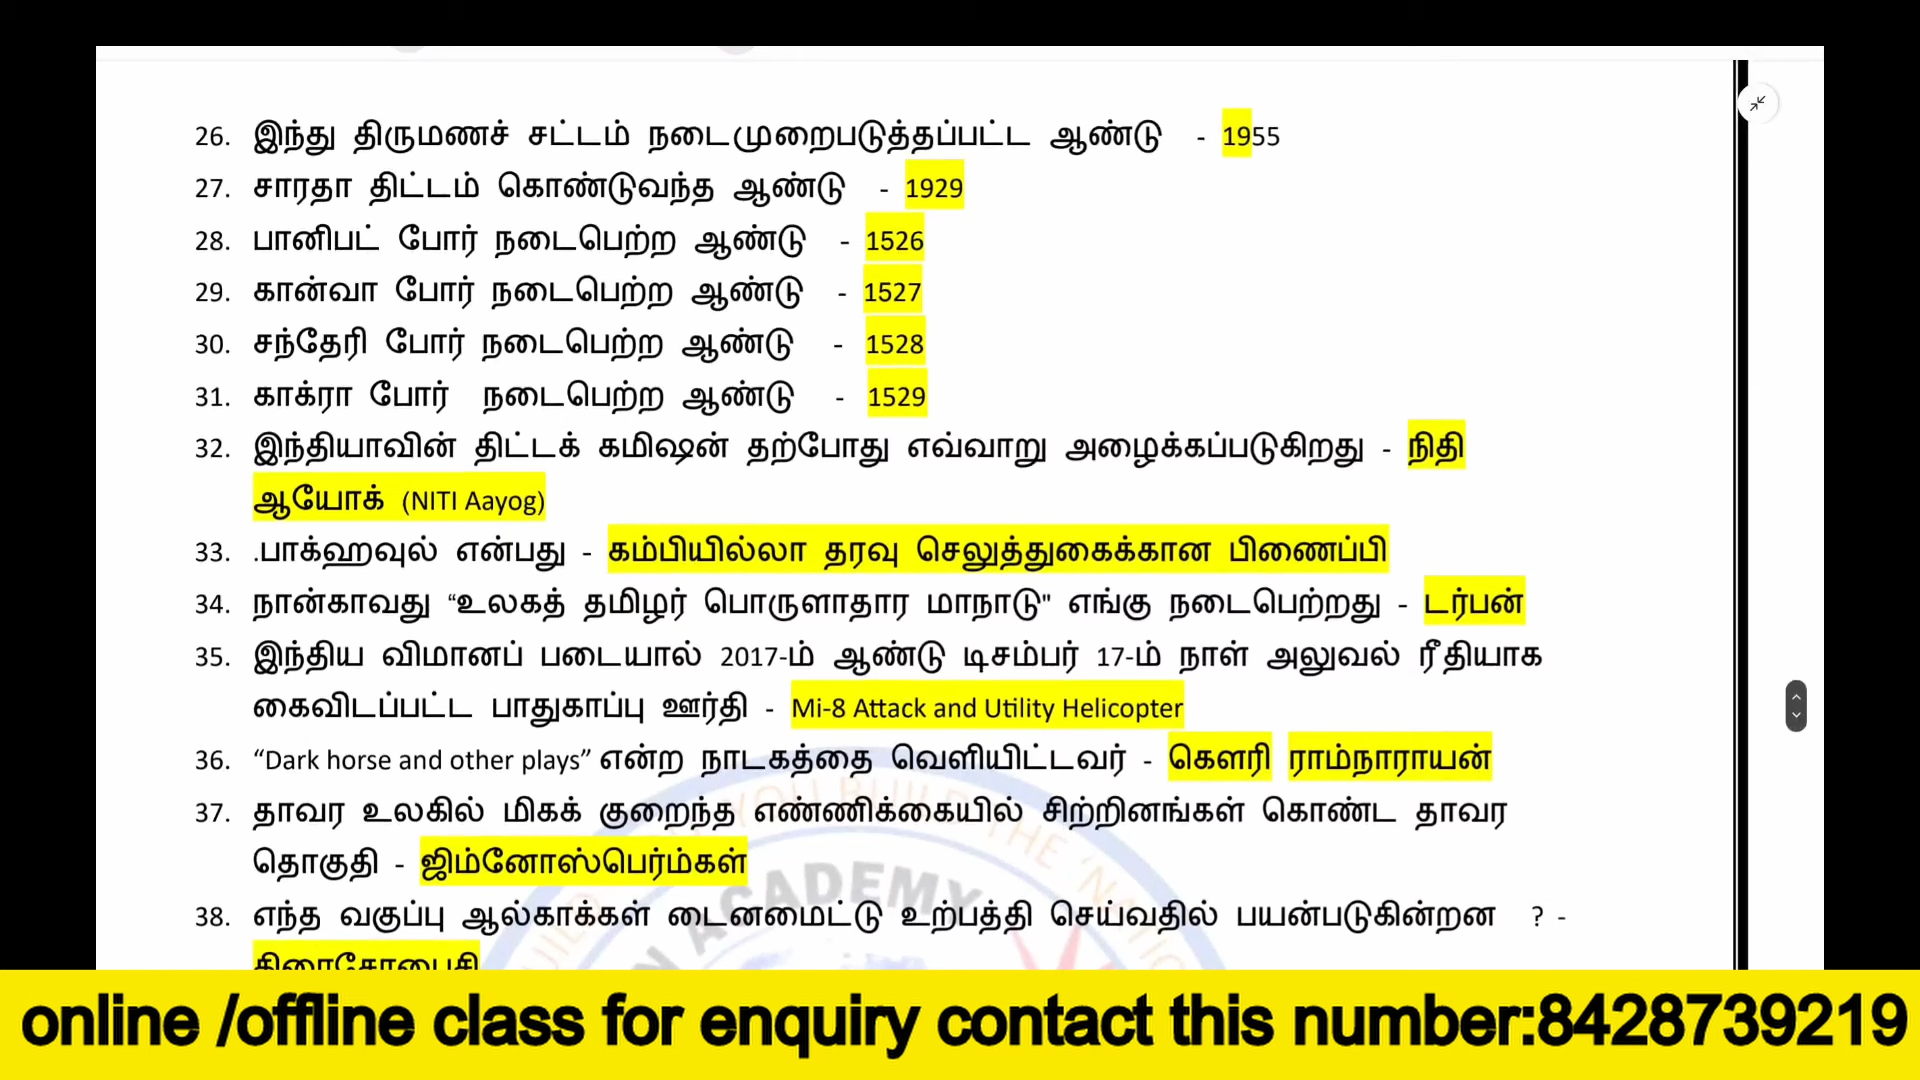 26. இந்து திருமணச் சட்டம் நடைமுறைபடுத்தப்பட்ட ஆண்டு - 1955
27. சாரதா திட்டம் கொண்டுவந்த ஆண்டு - 1929
28. பானிபட் போர் நடைபெற்ற ஆண்டு - 1526
29. கான்வா போர் நடைபெற்ற ஆண்டு - 1527
30. சந்தேரி போர் நடைபெற்ற ஆண்டு - 1528
31. காக்ரா போர் நடைபெற்ற ஆண்டு - 1529
32. இந்தியாவின் திட்டக் கமிஷன் தற்போது எவ்வாறு அழைக்கப்படுகிறது - நிதி
ஆயோக் (NITI Aayog)
33. .பாக்ஹவுல் என்பது - கம்பியில்லா தரவு செலுத்துகைக்கான பிணைப்பி
34. நான்காவது “உலகத் தமிழர் பொருளாதார மாநாடு" எங்கு நடைபெற்றது - டர்பன்
35. இந்திய விமானப் படையால் 2017-ம் ஆண்டு டிசம்பர் 17-ம் நாள் அலுவல் ரீதியாக
கைவிடப்பட்ட பாதுகாப்பு ஊர்தி - Mi-8 Attack and Utility Helicopter
36. “Dark horse and other plays” என்ற நாடகத்தை வெளியிட்டவர் - கௌரி ராம்நாராயன்
37. தாவர உலகில் மிகக் குறைந்த எண்ணிக்கையில் சிற்றினங்கள் கொண்ட தாவர
தொகுதி - ஜிம்னோஸ்பெர்ம்கள்
38. எந்த வகுப்பு ஆல்காக்கள் டைனமைட்டு உற்பத்தி செய்வதில் பயன்படுகின்றன ? -
ACADEMY
online /offline class for enquiry contact this number:8428739219